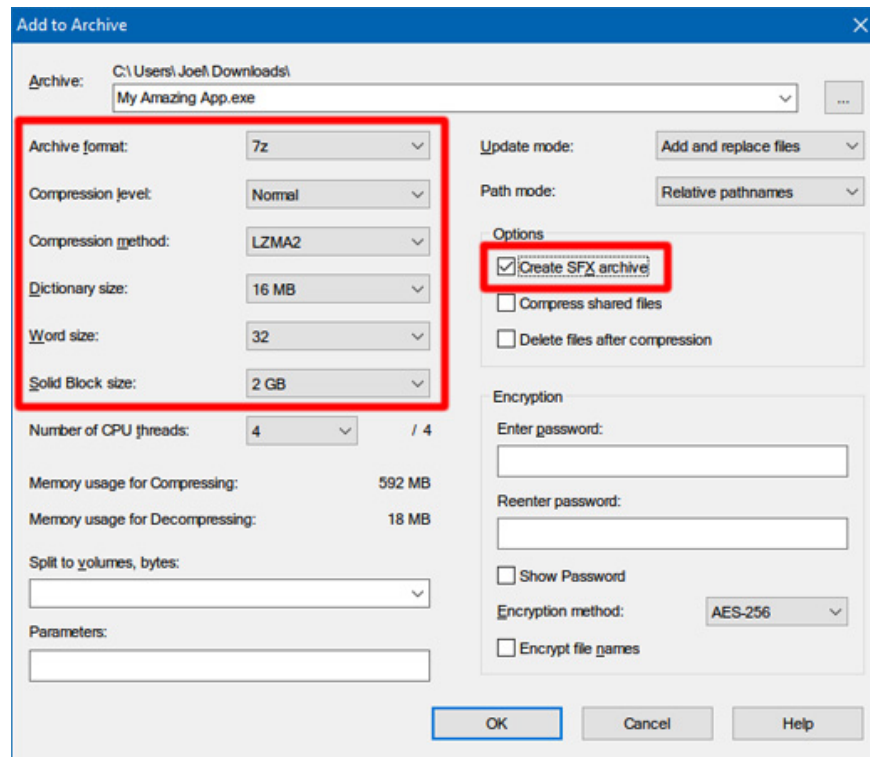 Add to Archive
Archive:
C:\Users\Joel\Downloads\
My Amazing App.exe
...
Archive format: 7z
Compression level: Normal
Compression method: LZMA2
Dictionary size: 16 MB
Word size: 32
Solid Block size: 2 GB
Number of CPU threads: 4 / 4
Memory usage for Compressing: 592 MB
Memory usage for Decompressing: 18 MB
Split to volumes, bytes:
Parameters:
Update mode: Add and replace files
Path mode: Relative pathnames
Options
Create SFX archive
Compress shared files
Delete files after compression
Encryption
Enter password:
Reenter password:
Show Password
Encryption method: AES-256
Encrypt file names
OK Cancel Help